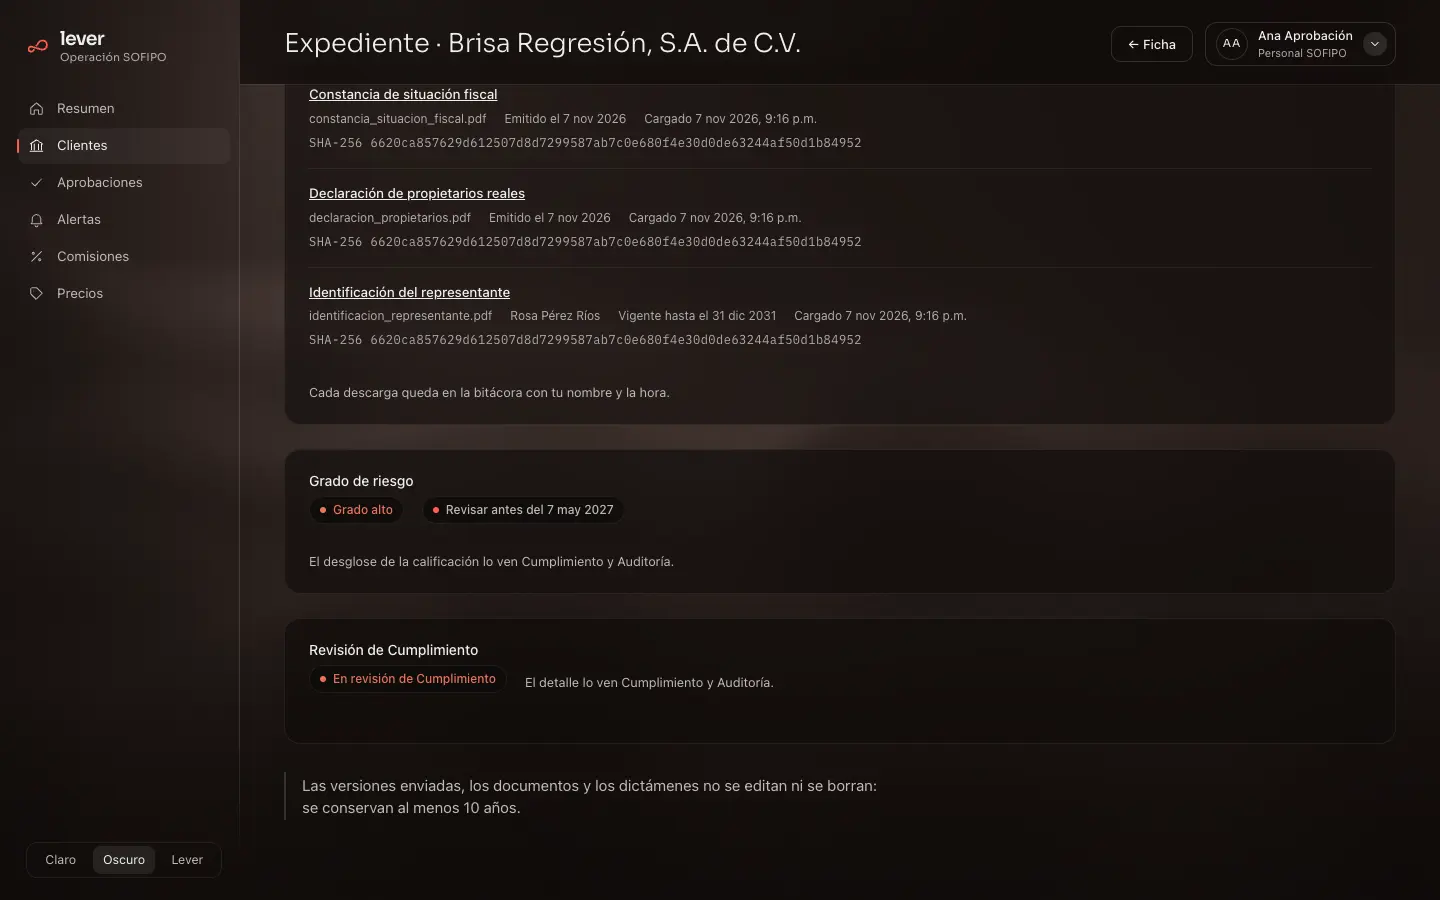 lever
Operación SOFIPO
Resumen
Clientes
Aprobaciones
Alertas
Comisiones
Precios
Claro
Oscuro
Lever
Expediente · Brisa Regresión, S.A. de C.V.
← Ficha
AA
Ana Aprobación
Personal SOFIPO
Constancia de situación fiscal
constancia_situacion_fiscal.pdf Emitido el 7 nov 2026 Cargado 7 nov 2026, 9:16 p.m.
SHA-256 6620ca857629d612507d8d7299587ab7c0e680f4e30d0de63244af50d1b84952
Declaración de propietarios reales
declaracion_propietarios.pdf Emitido el 7 nov 2026 Cargado 7 nov 2026, 9:16 p.m.
SHA-256 6620ca857629d612507d8d7299587ab7c0e680f4e30d0de63244af50d1b84952
Identificación del representante
identificacion_representante.pdf Rosa Pérez Ríos Vigente hasta el 31 dic 2031 Cargado 7 nov 2026, 9:16 p.m.
SHA-256 6620ca857629d612507d8d7299587ab7c0e680f4e30d0de63244af50d1b84952
Cada descarga queda en la bitácora con tu nombre y la hora.
Grado de riesgo
Grado alto
Revisar antes del 7 may 2027
El desglose de la calificación lo ven Cumplimiento y Auditoría.
Revisión de Cumplimiento
En revisión de Cumplimiento
El detalle lo ven Cumplimiento y Auditoría.
Las versiones enviadas, los documentos y los dictámenes no se editan ni se borran:
se conservan al menos 10 años.